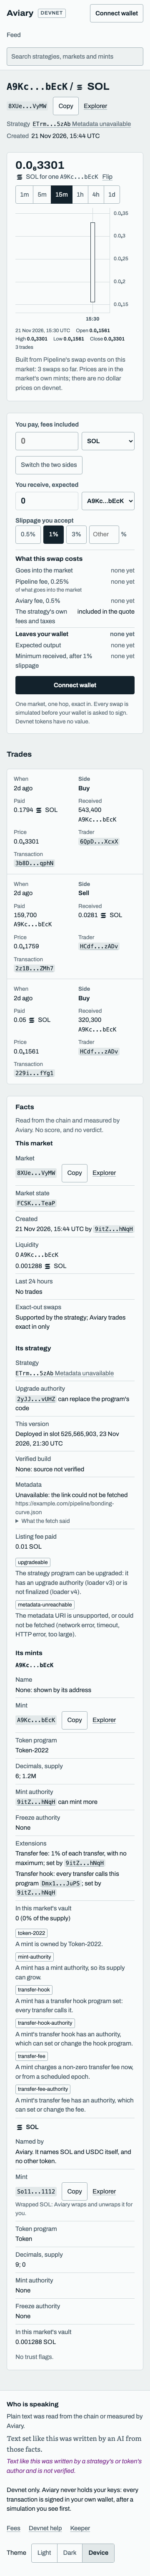 Aviary DEVNET Connect wallet
Feed
Search strategies, markets and mints
A9Kc...bEcK / SOL
8XUe...VyMW Copy Explorer
Strategy ETrm...SzAb Metadata unavailable
Created 21 Nov 2026, 15:44 UTC
0.0₆3301
SOL for one A9Kc...bEcK Flip
1m 5m 15m 1h 4h 1d
0.0₆35
0.0₆3
0.0₆25
0.0₆2
0.0₆15
15:30
21 Nov 2026, 15:30 UTC Open 0.0₆1561
High 0.0₆3301 Low 0.0₆1561 Close 0.0₆3301
3 trades
Built from Pipeline's swap events on this
market: 3 swaps so far. Prices are in the
market's own mints; there are no dollar
prices on devnet.
You pay, fees included
0 SOL
Switch the two sides
You receive, expected
0 A9Kc...bEcK
Slippage you accept
0.5% 1% 3% Other %
What this swap costs
Goes into the market none yet
Pipeline fee, 0.25% none yet
of what goes into the market
Aviary fee, 0.5% none yet
The strategy's own included in the quote
fees and taxes
Leaves your wallet none yet
Expected output none yet
Minimum received, after 1% none yet
slippage
Connect wallet
One market, one hop, exact in. Every swap is
simulated before your wallet is asked to sign.
Devnet tokens have no value.
Trades
When Side
2d ago Buy
Paid Received
0.1794 SOL 543,400
A9Kc...bEcK
Price Trader
0.0₆3301 6QpD...XcxX
Transaction
3b8D...qphN
When Side
2d ago Sell
Paid Received
159,700 0.0281 SOL
A9Kc...bEcK
Price Trader
0.0₆1759 HCdf...zADv
Transaction
2z1B...ZMh7
When Side
2d ago Buy
Paid Received
0.05 SOL 320,300
A9Kc...bEcK
Price Trader
0.0₆1561 HCdf...zADv
Transaction
229i...fYg1
Facts
Read from the chain and measured by
Aviary. No score, and no verdict.
This market
Market
8XUe...VyMW Copy Explorer
Market state
FCSK...TeaP
Created
21 Nov 2026, 15:44 UTC by 9itZ...hNqH
Liquidity
0 A9Kc...bEcK
0.001288 SOL
Last 24 hours
No trades
Exact-out swaps
Supported by the strategy; Aviary trades
exact in only
Its strategy
Strategy
ETrm...SzAb Metadata unavailable
Upgrade authority
2yJJ...vUHZ can replace the program's
code
This version
Deployed in slot 525,565,903, 23 Nov
2026, 21:30 UTC
Verified build
None: source not verified
Metadata
Unavailable: the link could not be fetched
https://example.com/pipeline/bonding-
curve.json
▸ What the fetch said
Listing fee paid
0.01 SOL
upgradeable
The strategy program can be upgraded: it
has an upgrade authority (loader v3) or is
not finalized (loader v4).
metadata-unreachable
The metadata URI is unsupported, or could
not be fetched (network error, timeout,
HTTP error, too large).
Its mints
A9Kc...bEcK
Name
None: shown by its address
Mint
A9Kc...bEcK Copy Explorer
Token program
Token-2022
Decimals, supply
6; 1.2M
Mint authority
9itZ...hNqH can mint more
Freeze authority
None
Extensions
Transfer fee: 1% of each transfer, with no
maximum; set by 9itZ...hNqH
Transfer hook: every transfer calls this
program Dmx1...JuP5; set by
9itZ...hNqH
In this market's vault
0 (0% of the supply)
token-2022
A mint is owned by Token-2022.
mint-authority
A mint has a mint authority, so its supply
can grow.
transfer-hook
A mint has a transfer hook program set:
every transfer calls it.
transfer-hook-authority
A mint's transfer hook has an authority,
which can set or change the hook program.
transfer-fee
A mint charges a non-zero transfer fee now,
or from a scheduled epoch.
transfer-fee-authority
A mint's transfer fee has an authority, which
can set or change the fee.
SOL
Named by
Aviary. It names SOL and USDC itself, and
no other token.
Mint
So11...1112 Copy Explorer
Wrapped SOL: Aviary wraps and unwraps it for
you.
Token program
Token
Decimals, supply
9; 0
Mint authority
None
Freeze authority
None
In this market's vault
0.001288 SOL
No trust flags.
Who is speaking
Plain text was read from the chain or measured by
Aviary.
Text set like this was written by an AI from
those facts.
Text like this was written by a strategy's or token's
author and is not verified.
Devnet only. Aviary never holds your keys: every
transaction is signed in your own wallet, after a
simulation you see first.
Fees Devnet help Keeper
Theme Light Dark Device